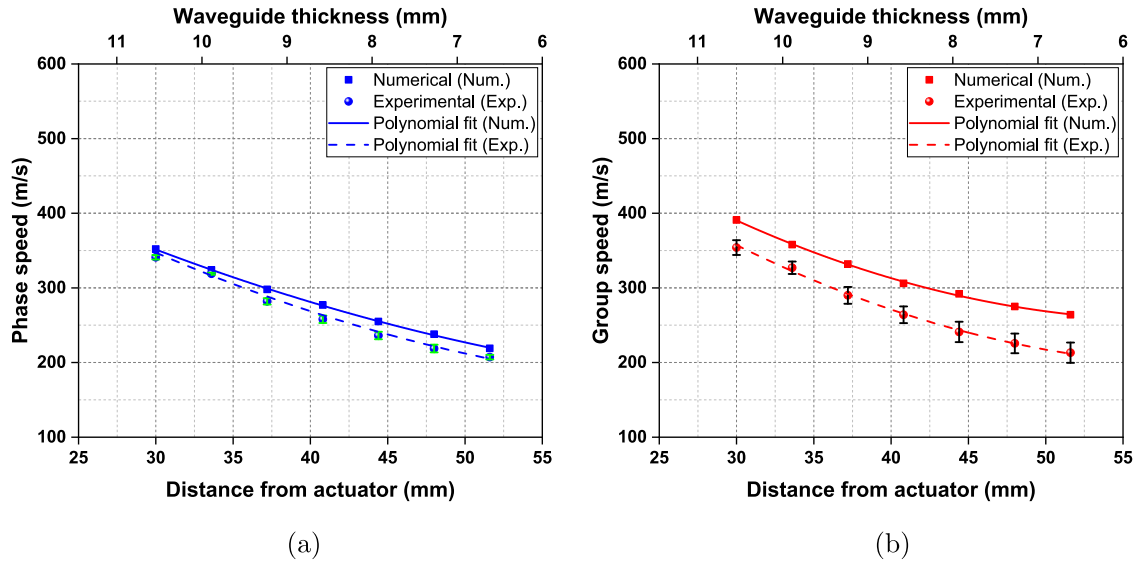 Waveguide thickness (mm)
11 10 9 8 7 6
600
500
400
300
200
100
Phase speed (m/s)
Numerical (Num.)
Experimental (Exp.)
Polynomial fit (Num.)
Polynomial fit (Exp.)
25 30 35 40 45 50 55
Distance from actuator (mm)
(a)
Waveguide thickness (mm)
11 10 9 8 7 6
600
500
400
300
200
100
Group speed (m/s)
Numerical (Num.)
Experimental (Exp.)
Polynomial fit (Num.)
Polynomial fit (Exp.)
25 30 35 40 45 50 55
Distance from actuator (mm)
(b)